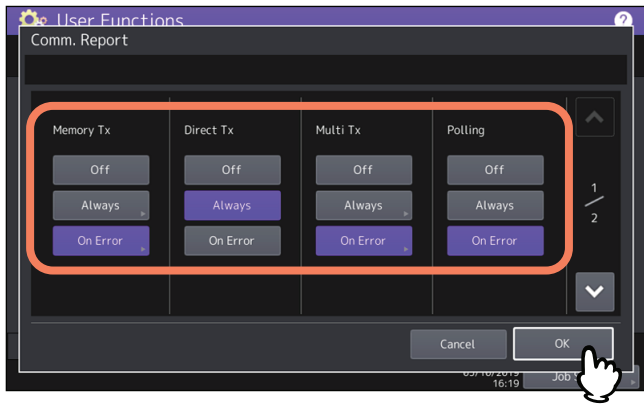 User Functions
?
Comm. Report
Memory Tx
Direct Tx
Multi Tx
Polling
Off
Off
Off
Off
Always
Always
Always
Always
On Error
On Error
On Error
On Error
1
2
Cancel
OK
16:19
Job